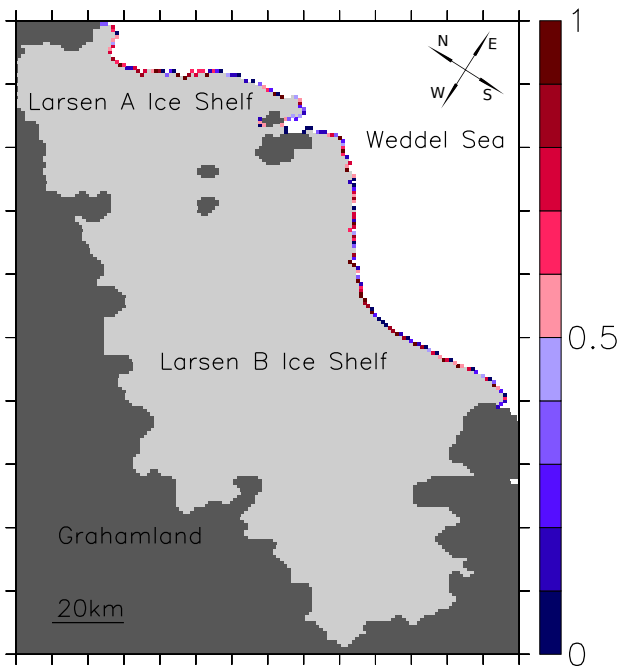 1
N
E
Larsen A Ice Shelf
W
S
Weddel Sea
0.5
Larsen B Ice Shelf
Grahamland
20km
0